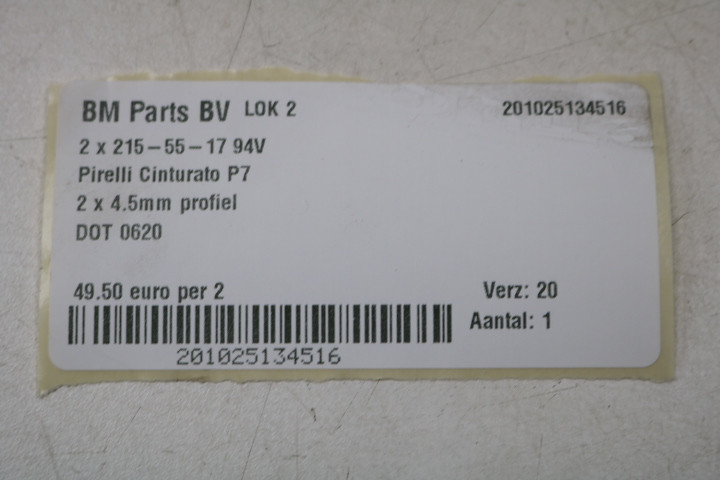 BM Parts BV LOK 2 201025134516
2 x 215-55-17 94V
Pirelli Cinturato P7
2 x 4.5mm profiel
DOT 0620
49.50 euro per 2 Verz: 20
Aantal: 1
201025134516